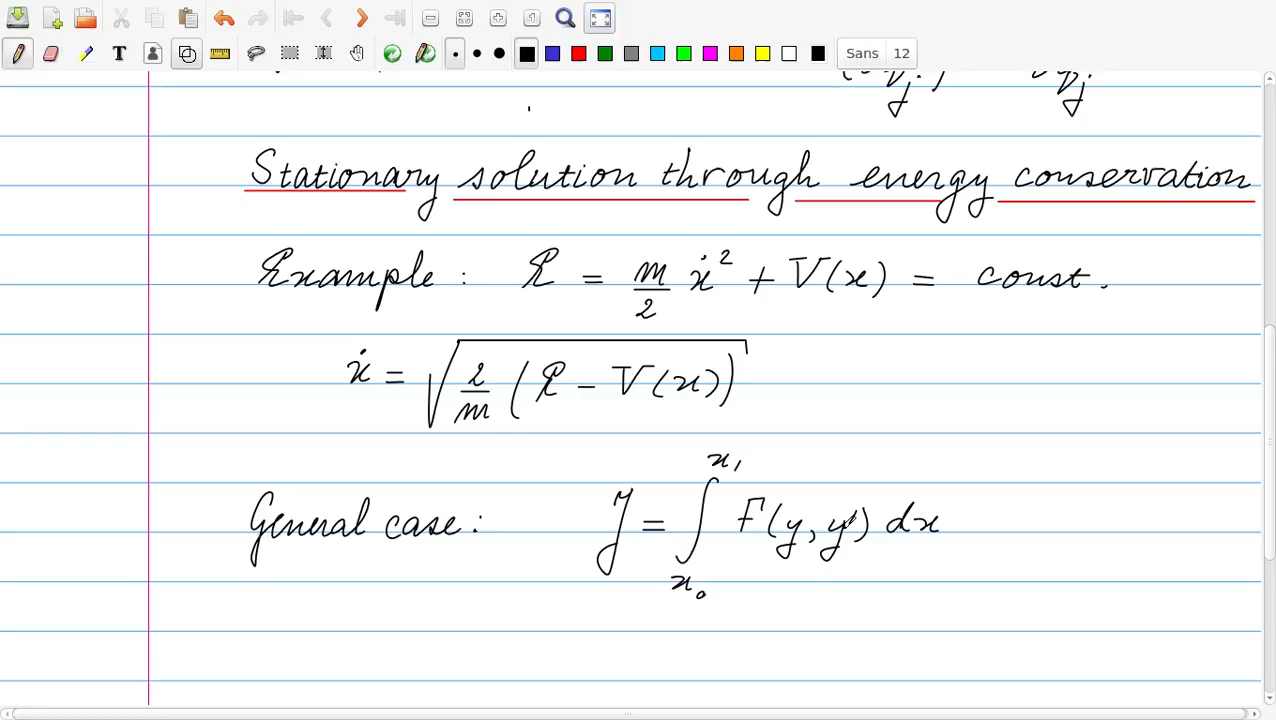 Sans 12
Stationary solution through energy conservation
Example : E = m/2 ẋ² + V(x) = const.
ẋ = √(2/m (E − V(x)))
General case : J = ∫_{x₀}^{x₁} F(y, y') dx